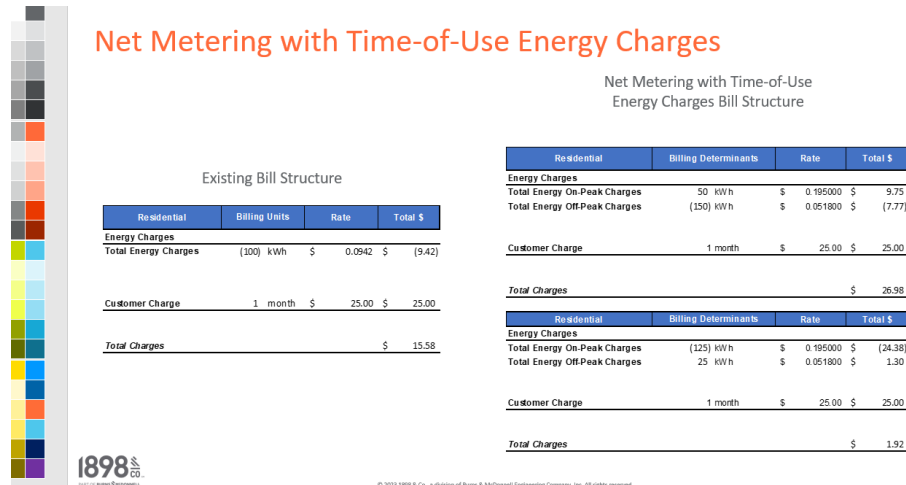 Net Metering with Time-of-Use Energy Charges
Existing Bill Structure
Residential Billing Units Rate Total $
Energy Charges
Total Energy Charges (100) kWh $ 0.0942 $ (9.42)
Customer Charge 1 month $ 25.00 $ 25.00
Total Charges $ 15.58
Net Metering with Time-of-Use
Energy Charges Bill Structure
Residential Billing Determinants Rate Total $
Energy Charges
Total Energy On-Peak Charges 50 kWh $ 0.195000 $ 9.75
Total Energy Off-Peak Charges (150) kWh $ 0.051800 $ (7.77)
Customer Charge 1 month $ 25.00 $ 25.00
Total Charges $ 26.98
Residential Billing Determinants Rate Total $
Energy Charges
Total Energy On-Peak Charges (125) kWh $ 0.195000 $ (24.38)
Total Energy Off-Peak Charges 25 kWh $ 0.051800 $ 1.30
Customer Charge 1 month $ 25.00 $ 25.00
Total Charges $ 1.92
1898 & CO